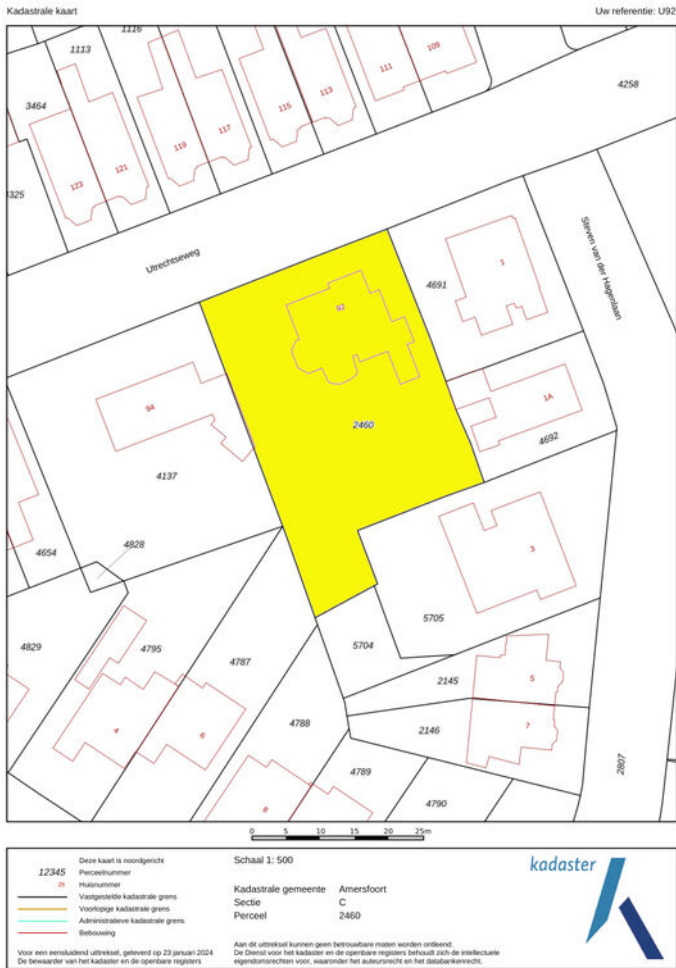 Kadastrale kaart
Uw referentie: U92
1113
1116
3464
4325
123
121
119
117
115
113
111
109
4258
Utrechtseweg
Steven van der Hagenlaan
92
4691
1
94
2460
1A
4692
4137
4654
4828
3
5705
4829
4795
4787
5704
2145
5
4
6
4788
2146
7
2807
8
4789
4790
0 5 10 15 20 25m
Deze kaart is noordgericht
12345 Perceelnummer
25 Huisnummer
Vastgestelde kadastrale grens
Voorlopige kadastrale grens
Administratieve kadastrale grens
Bebouwing
Voor een eensluidend uittreksel, geleverd op 23 januari 2024
De bewaarder van het kadaster en de openbare registers
Schaal 1: 500
Kadastrale gemeente Amersfoort
Sectie C
Perceel 2460
Aan dit uittreksel kunnen geen betrouwbare maten worden ontleend.
De Dienst voor het kadaster en de openbare registers behoudt zich de intellectuele
eigendomsrechten voor, waaronder het auteursrecht en het databankenrecht.
kadaster